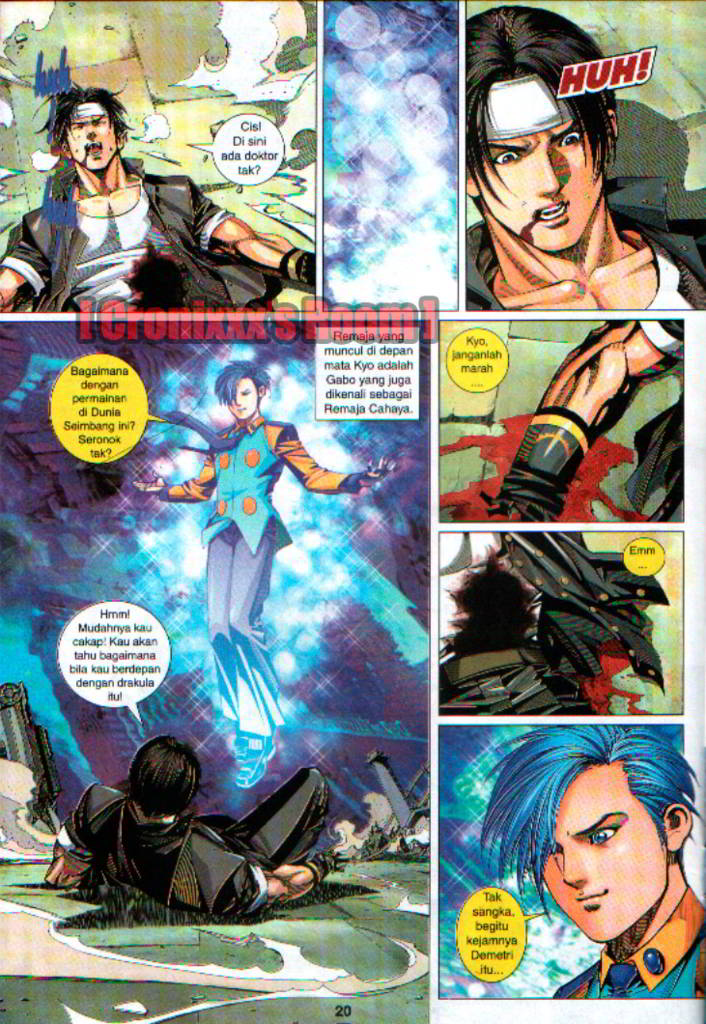 huh
Cis!
Di sini
ada doktor
tak?
HUH!
[ Cronixxx's Room ]
Bagaimana
dengan
permainan
di Dunia
Seimbang ini?
Seronok
tak?
Remaja yang
muncul di depan
mata Kyo adalah
Gabo yang juga
dikenali sebagai
Remaja Cahaya.
Hmm!
Mudahnya kau
cakap! Kau akan
tahu bagaimana
bila kau berdepan
dengan drakula
itu!
Kyo,
janganlah
marah
....
Emm
...
Tak
sangka,
begitu
kejamnya
Demetri
itu...
20